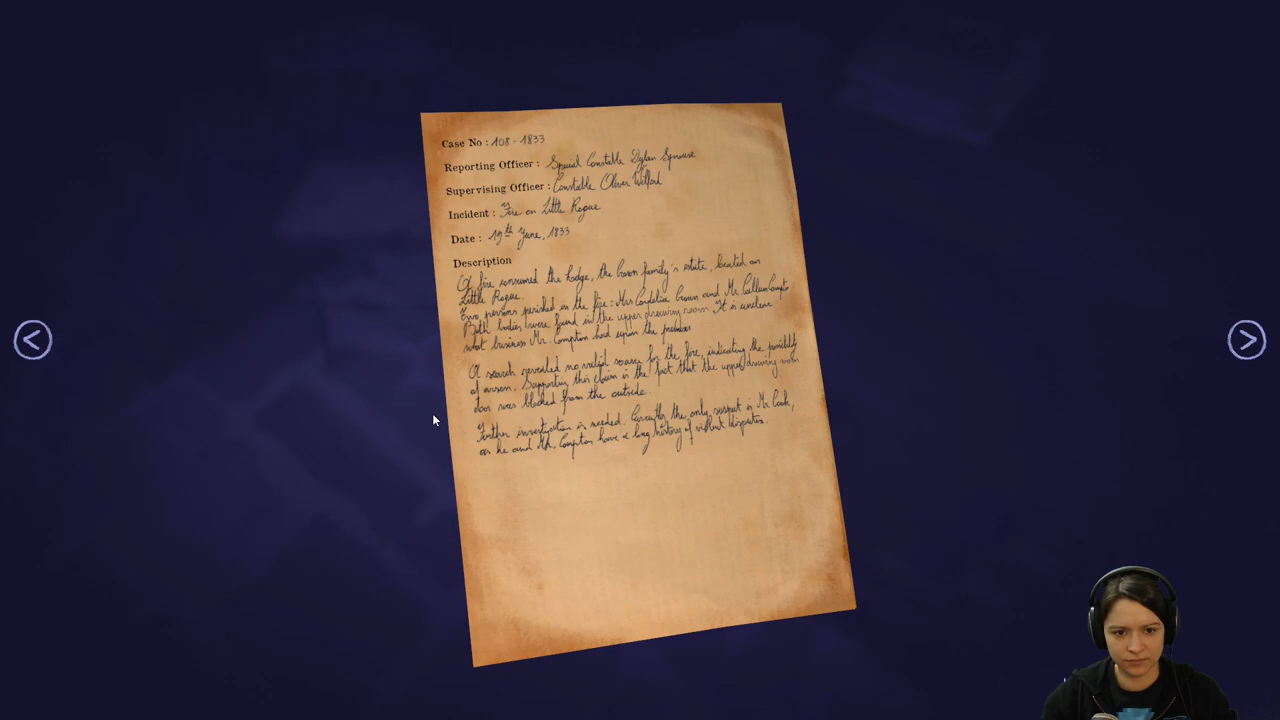 Case No : 108 - 1833
Reporting Officer : Special Constable Dylan Sprouse
Supervising Officer : Constable Oliver Wilford
Incident : Fire on Little Rogue
Date : 19th June, 1833
Description
A fire consumed the Lodge, the Crown family's estate, located on
Little Rogue.
Two persons perished in the fire : Mrs Cordelia Crown and Mr Callum Compton
Both bodies were found in the upper drawing room. It is unclear
what business Mr. Compton had upon the premises
A search revealed no valid source for the fire, indicating the possibility
of arson. Supporting this claim is the fact that the upper drawing room
door was blocked from the outside.
Further investigation is needed. Currently the only suspect is Mr Cook,
as he and Mr. Compton have a long history of violent disputes.